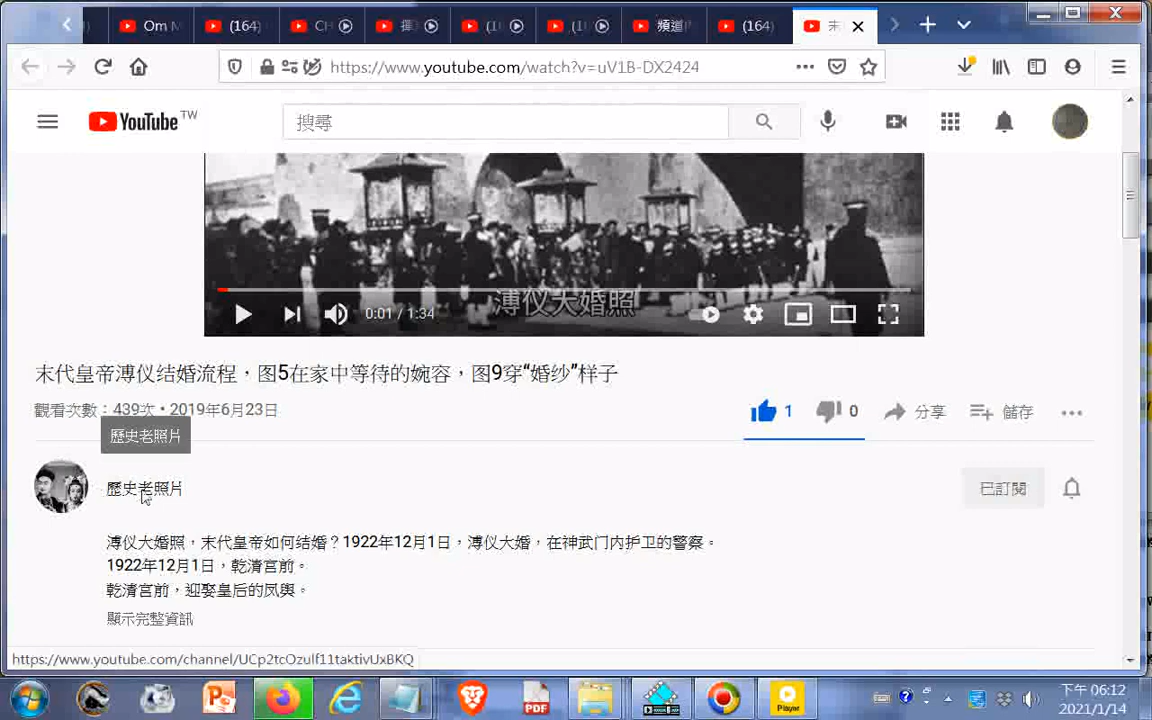 Om
(164)
CH
頻道
(164)
https://www.youtube.com/watch?v=uV1B-DX2424
YouTube TW
搜尋
溥仪大婚照
0:01 / 1:34
末代皇帝溥仪结婚流程，图5在家中等待的婉容，图9穿“婚纱”样子
觀看次數：439次 • 2019年6月23日
1
0
分享
儲存
歷史老照片
歷史老照片
已訂閱
溥仪大婚照，末代皇帝如何结婚？1922年12月1日，溥仪大婚，在神武门内护卫的警察。
1922年12月1日，乾清宮前。
乾清宮前，迎娶皇后的凤舆。
顯示完整資訊
https://www.youtube.com/channel/UCp2tcOzulf11taktivUxBKQ
PDF
Player
下午 06:12
2021/1/14